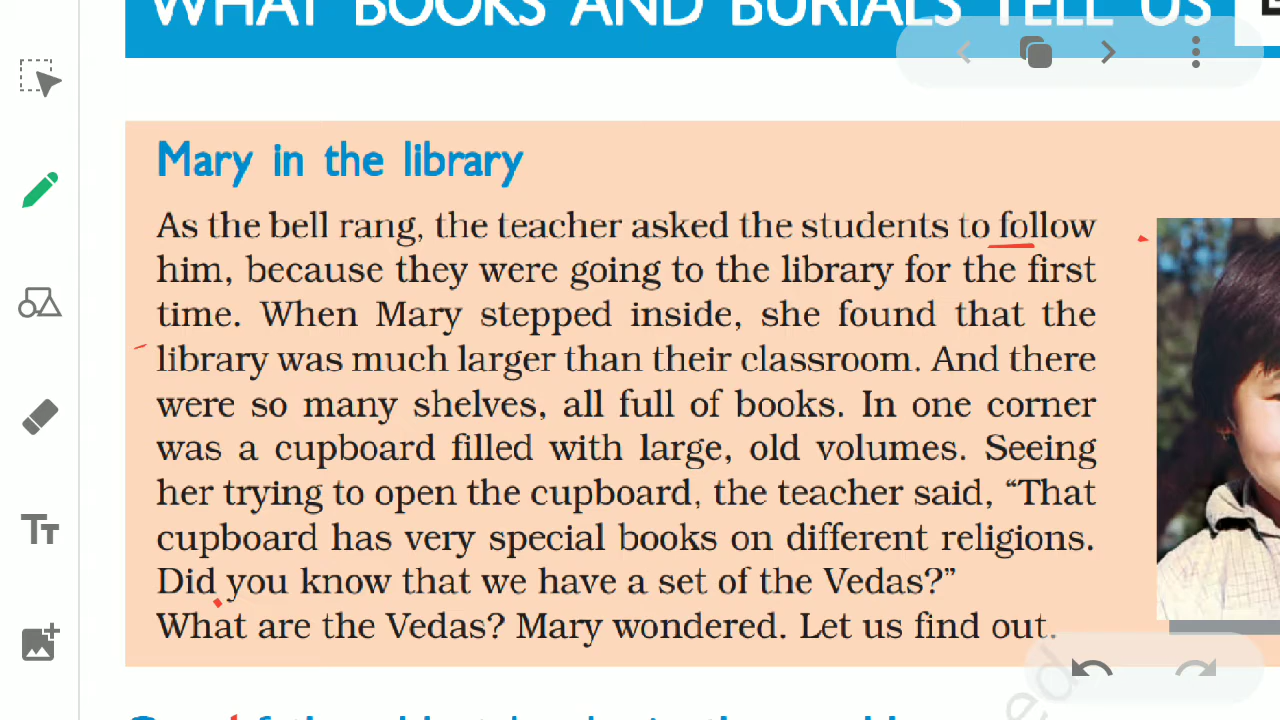 WHAT BOOKS AND BURIALS TELL US
Mary in the library
As the bell rang, the teacher asked the students to follow
him, because they were going to the library for the first
time. When Mary stepped inside, she found that the
library was much larger than their classroom. And there
were so many shelves, all full of books. In one corner
was a cupboard filled with large, old volumes. Seeing
her trying to open the cupboard, the teacher said, “That
cupboard has very special books on different religions.
Did you know that we have a set of the Vedas?”
What are the Vedas? Mary wondered. Let us find out.
Tт